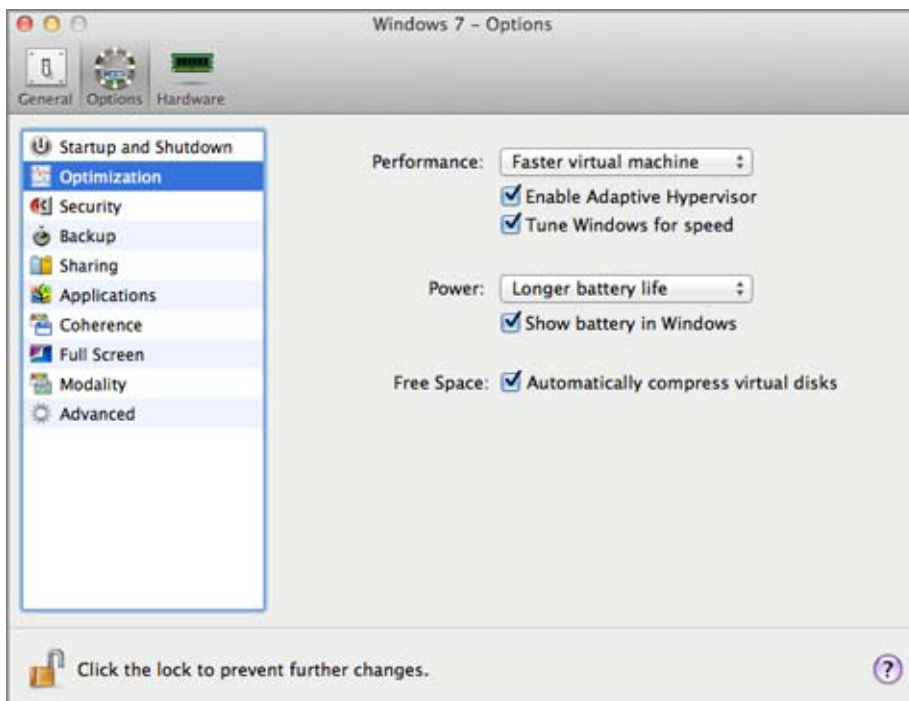 Windows 7 – Options
General Options Hardware
Startup and Shutdown
Optimization
Security
Backup
Sharing
Applications
Coherence
Full Screen
Modality
Advanced
Performance: Faster virtual machine
Enable Adaptive Hypervisor
Tune Windows for speed
Power: Longer battery life
Show battery in Windows
Free Space: Automatically compress virtual disks
Click the lock to prevent further changes.
?